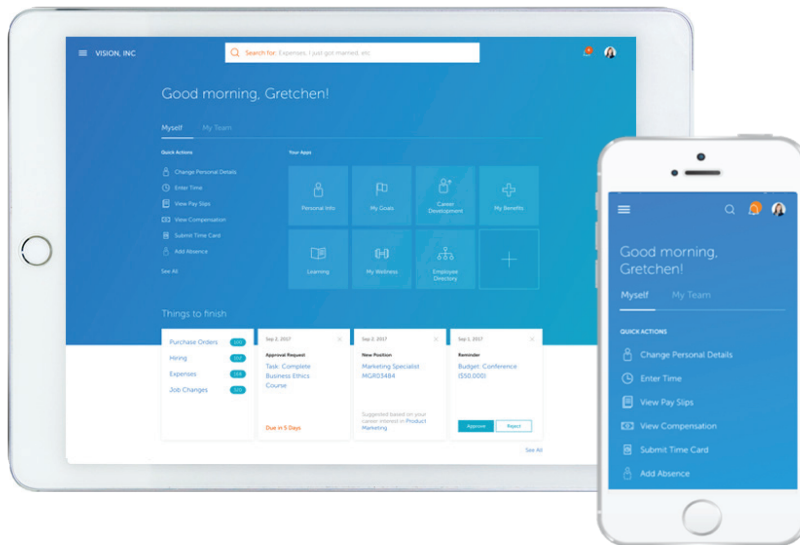 VISION, INC
Search for: Expenses, I just got married, etc
Good morning, Gretchen!
Myself My Team
Quick Actions
Change Personal Details
Enter Time
View Pay Slips
View Compensation
Submit Time Card
Add Absence
See All
Your Apps
Personal Info
My Goals
Career
Development
My Benefits
Learning
My Wellness
Employee
Directory
Things to finish
Purchase Orders
Hiring
Expenses
Job Changes
Sep 2, 2017
Approval Request
Task: Complete
Business Ethics
Course
Due in 5 Days
Sep 2, 2017
New Position
Marketing Specialist
MGR03484
Suggested based on your
career interest in Product
Marketing
Sep 1, 2017
Reminder
Budget: Conference
($50,000)
Approve Reject
See All
Good morning,
Gretchen!
Myself My Team
QUICK ACTIONS
Change Personal Details
Enter Time
View Pay Slips
View Compensation
Submit Time Card
Add Absence